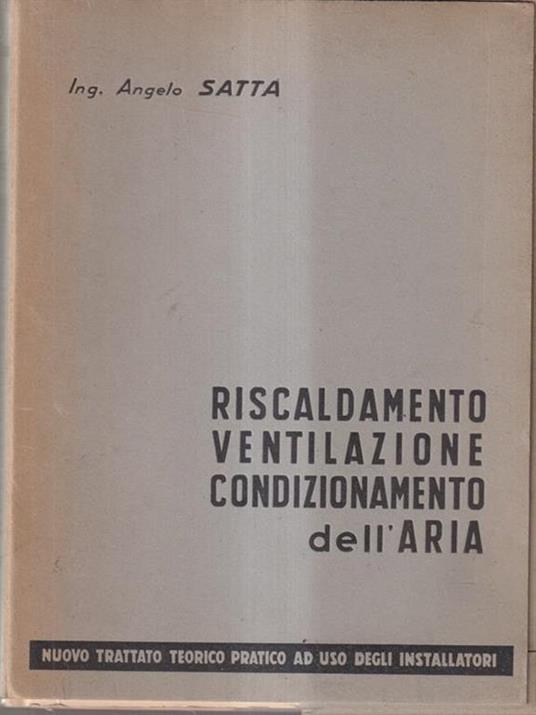 Ing. Angelo SATTA
RISCALDAMENTO
VENTILAZIONE
CONDIZIONAMENTO
dell'ARIA
NUOVO TRATTATO TEORICO PRATICO AD USO DEGLI INSTALLATORI